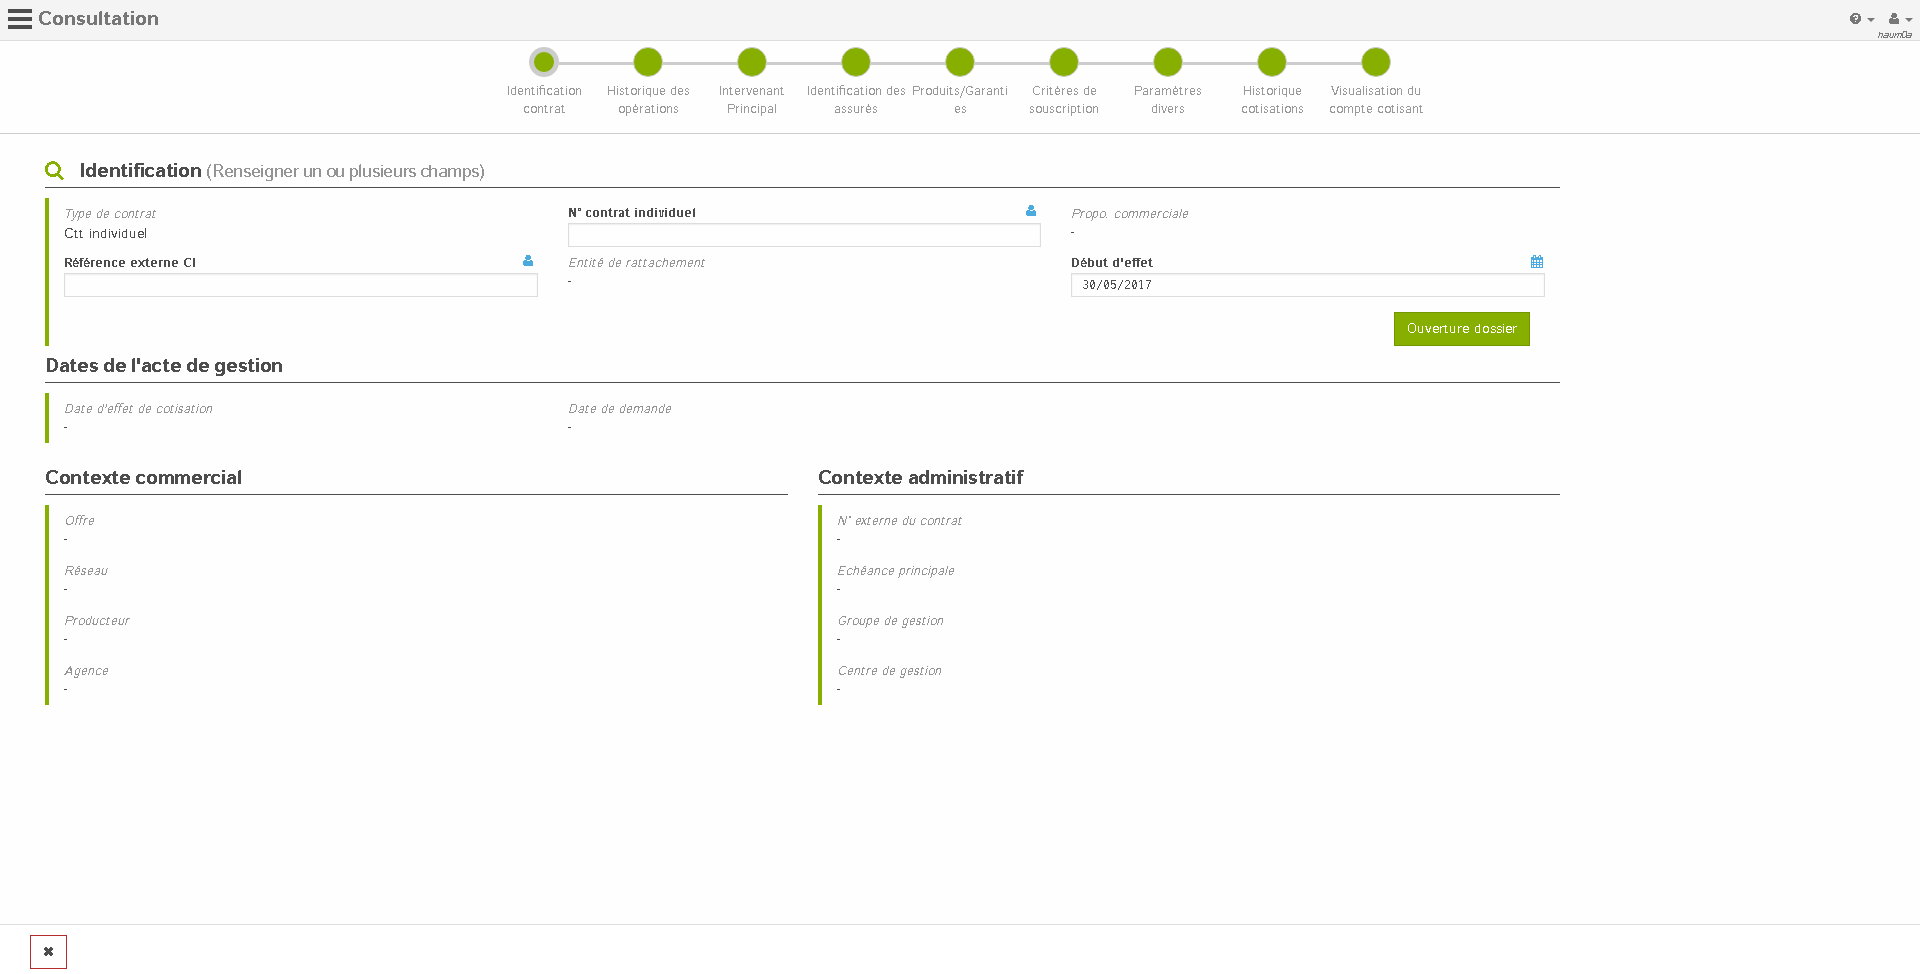 Consultation
naum0a
Identification contrat
Historique des opérations
Intervenant Principal
Identification des assurés
Produits/Garanties
Critères de souscription
Paramètres divers
Historique cotisations
Visualisation du compte cotisant
Identification (Renseigner un ou plusieurs champs)
Type de contrat
Ctt individuel
N° contrat individuel
Propo. commerciale
-
Référence externe CI
Entité de rattachement
-
Début d'effet
30/05/2017
Ouverture dossier
Dates de l'acte de gestion
Date d'effet de cotisation
-
Date de demande
-
Contexte commercial
Offre
-
Réseau
-
Producteur
-
Agence
-
Contexte administratif
N° externe du contrat
-
Echéance principale
-
Groupe de gestion
-
Centre de gestion
-